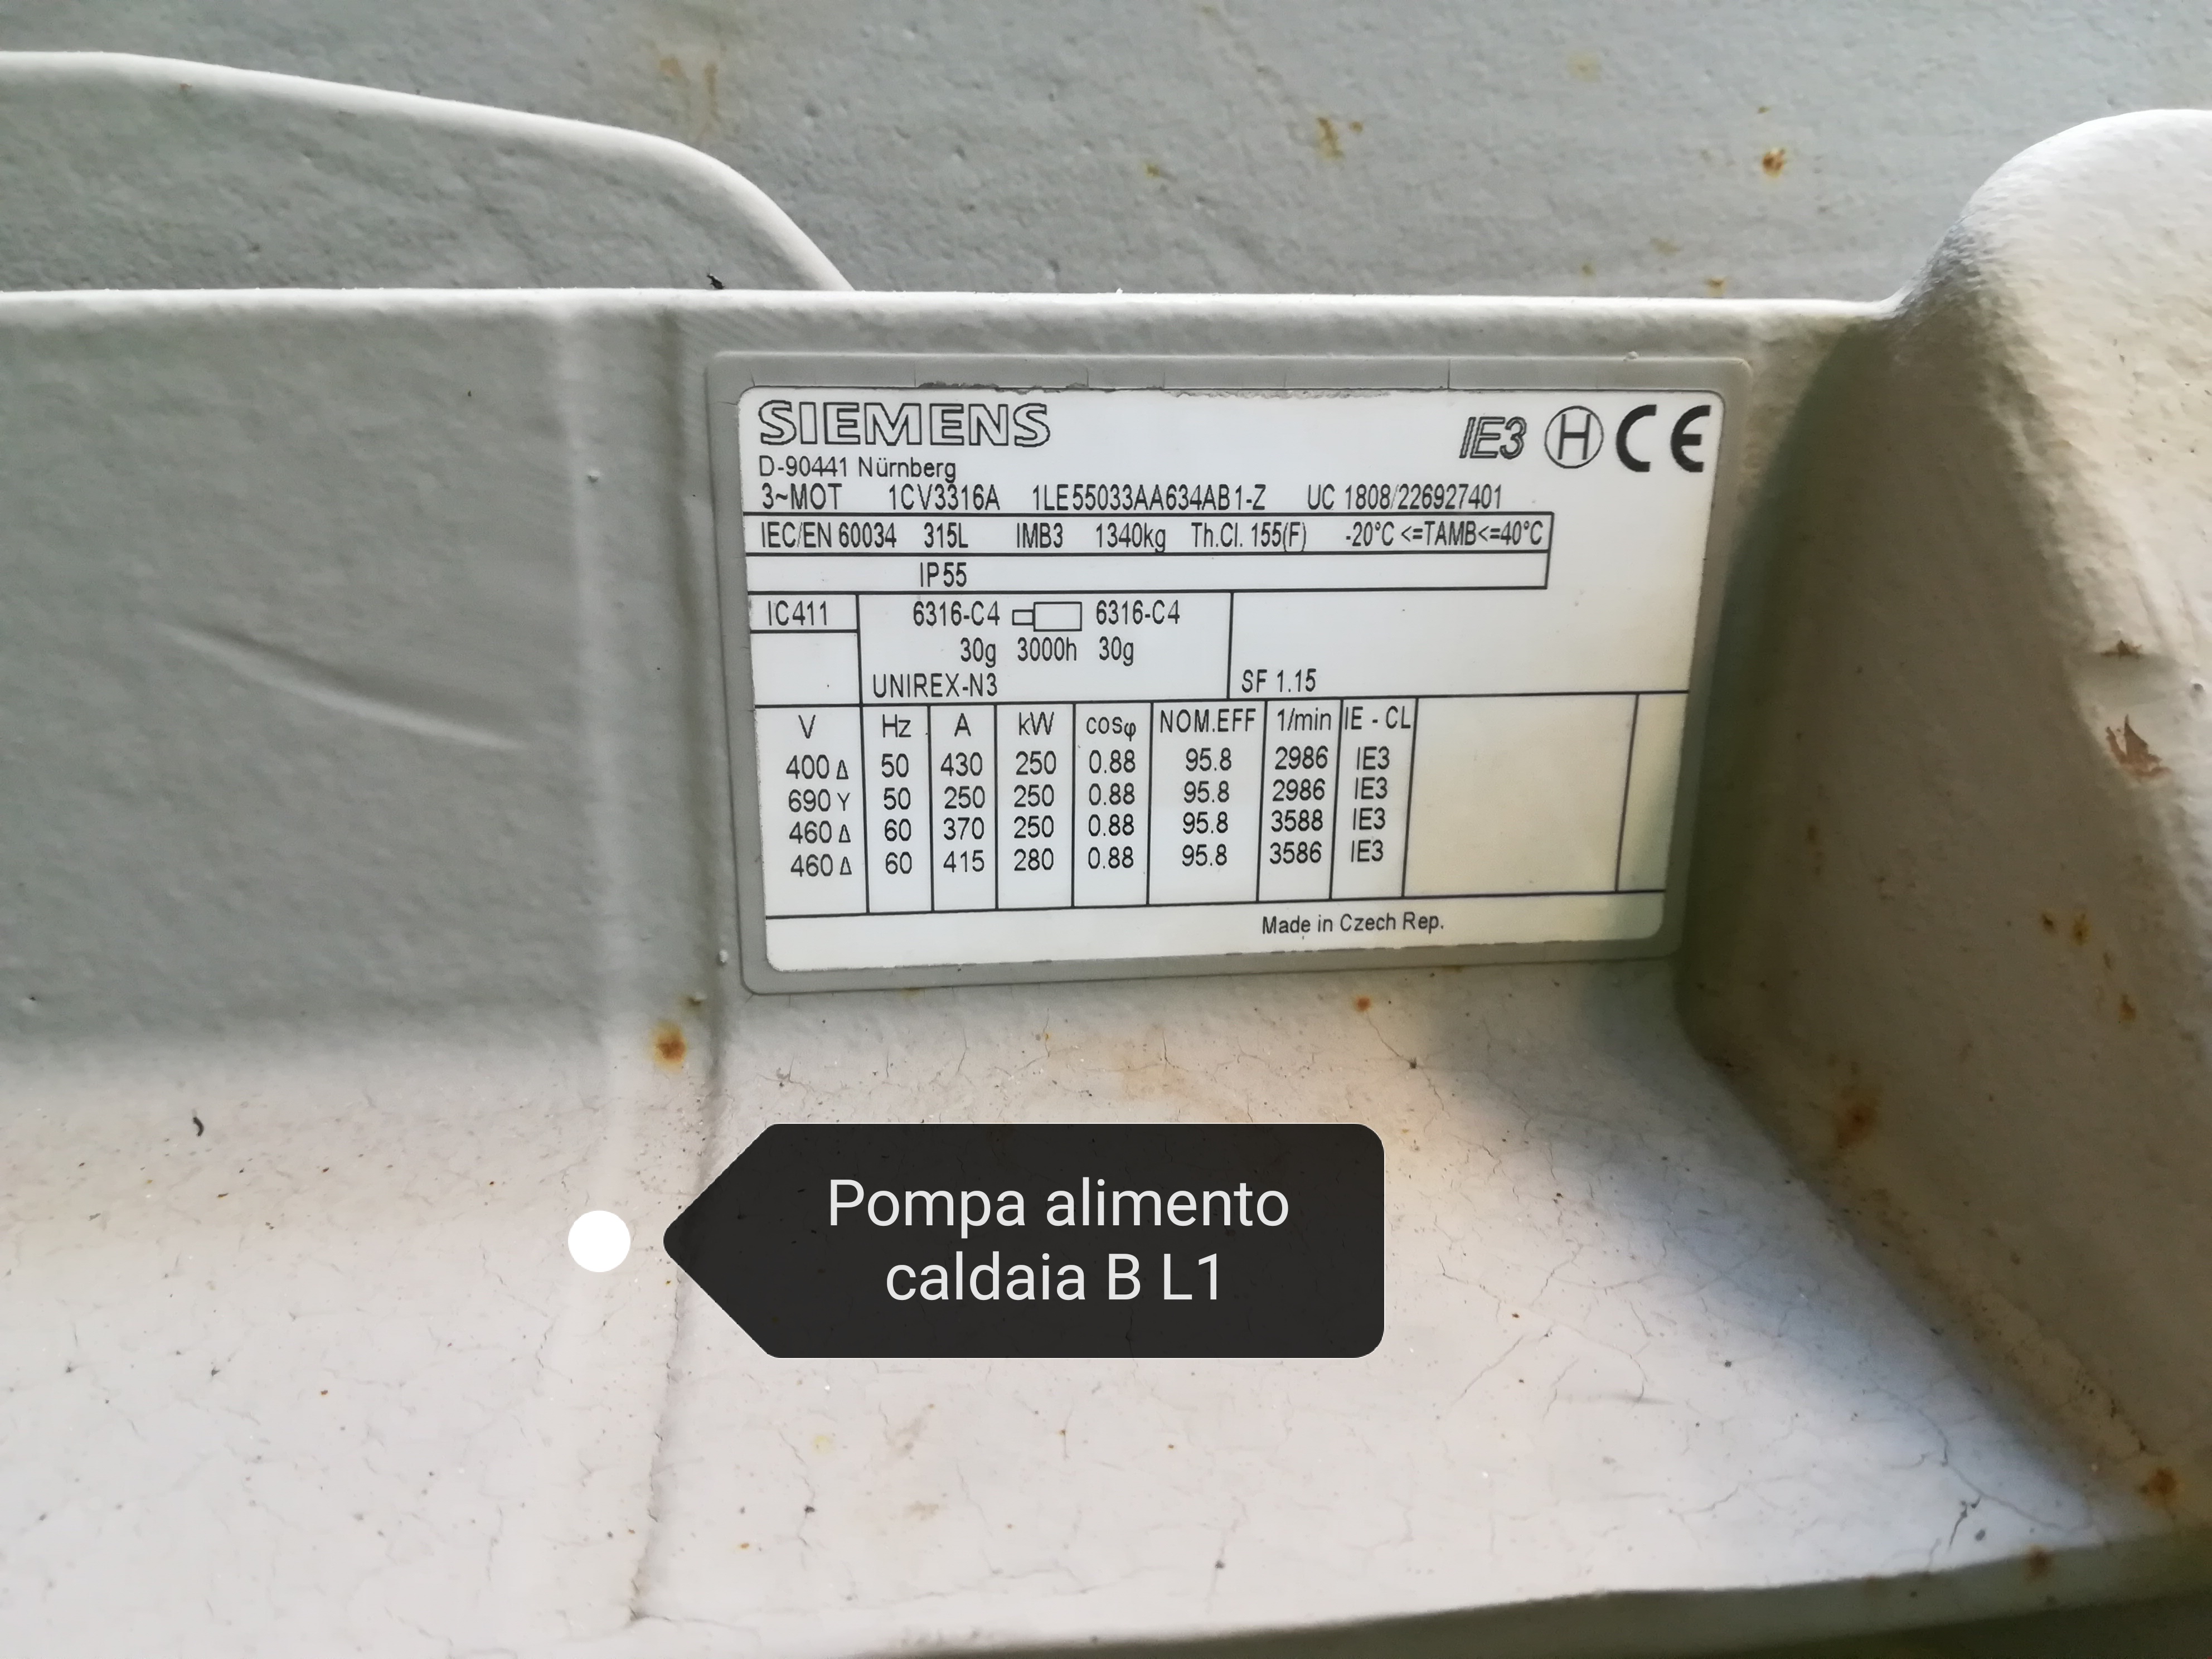 SIEMENS IE3 H CE
D-90441 Nürnberg
3~MOT 1CV3316A 1LE55033AA634AB1-Z UC 1808/226927401
IEC/EN 60034 315L IMB3 1340kg Th.Cl. 155(F) -20°C <=TAMB<=40°C
IP55
IC411 6316-C4 6316-C4
30g 3000h 30g
UNIREX-N3 SF 1.15
V Hz A kW cosφ NOM.EFF 1/min IE - CL
400 Δ 50 430 250 0.88 95.8 2986 IE3
690 Y 50 250 250 0.88 95.8 2986 IE3
460 Δ 60 370 250 0.88 95.8 3588 IE3
460 Δ 60 415 280 0.88 95.8 3586 IE3
Made in Czech Rep.
Pompa alimento
caldaia B L1